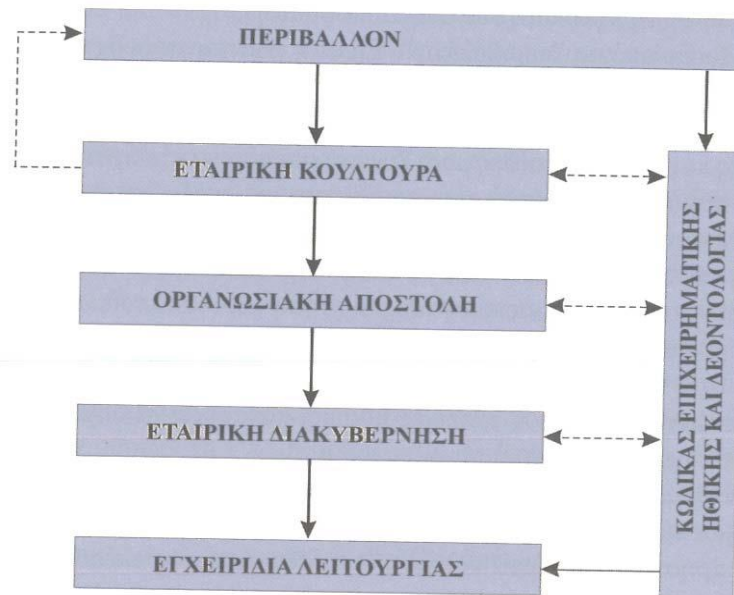 ΠΕΡΙΒΑΛΛΟΝ
ΕΤΑΙΡΙΚΗ ΚΟΥΛΤΟΥΡΑ
ΟΡΓΑΝΩΣΙΑΚΗ ΑΠΟΣΤΟΛΗ
ΕΤΑΙΡΙΚΗ ΔΙΑΚΥΒΕΡΝΗΣΗ
ΕΓΧΕΙΡΙΔΙΑ ΛΕΙΤΟΥΡΓΙΑΣ
ΚΩΔΙΚΑΣ ΕΠΙΧΕΙΡΗΜΑΤΙΚΗΣ
ΗΘΙΚΗΣ ΚΑΙ ΔΕΟΝΤΟΛΟΓΙΑΣ